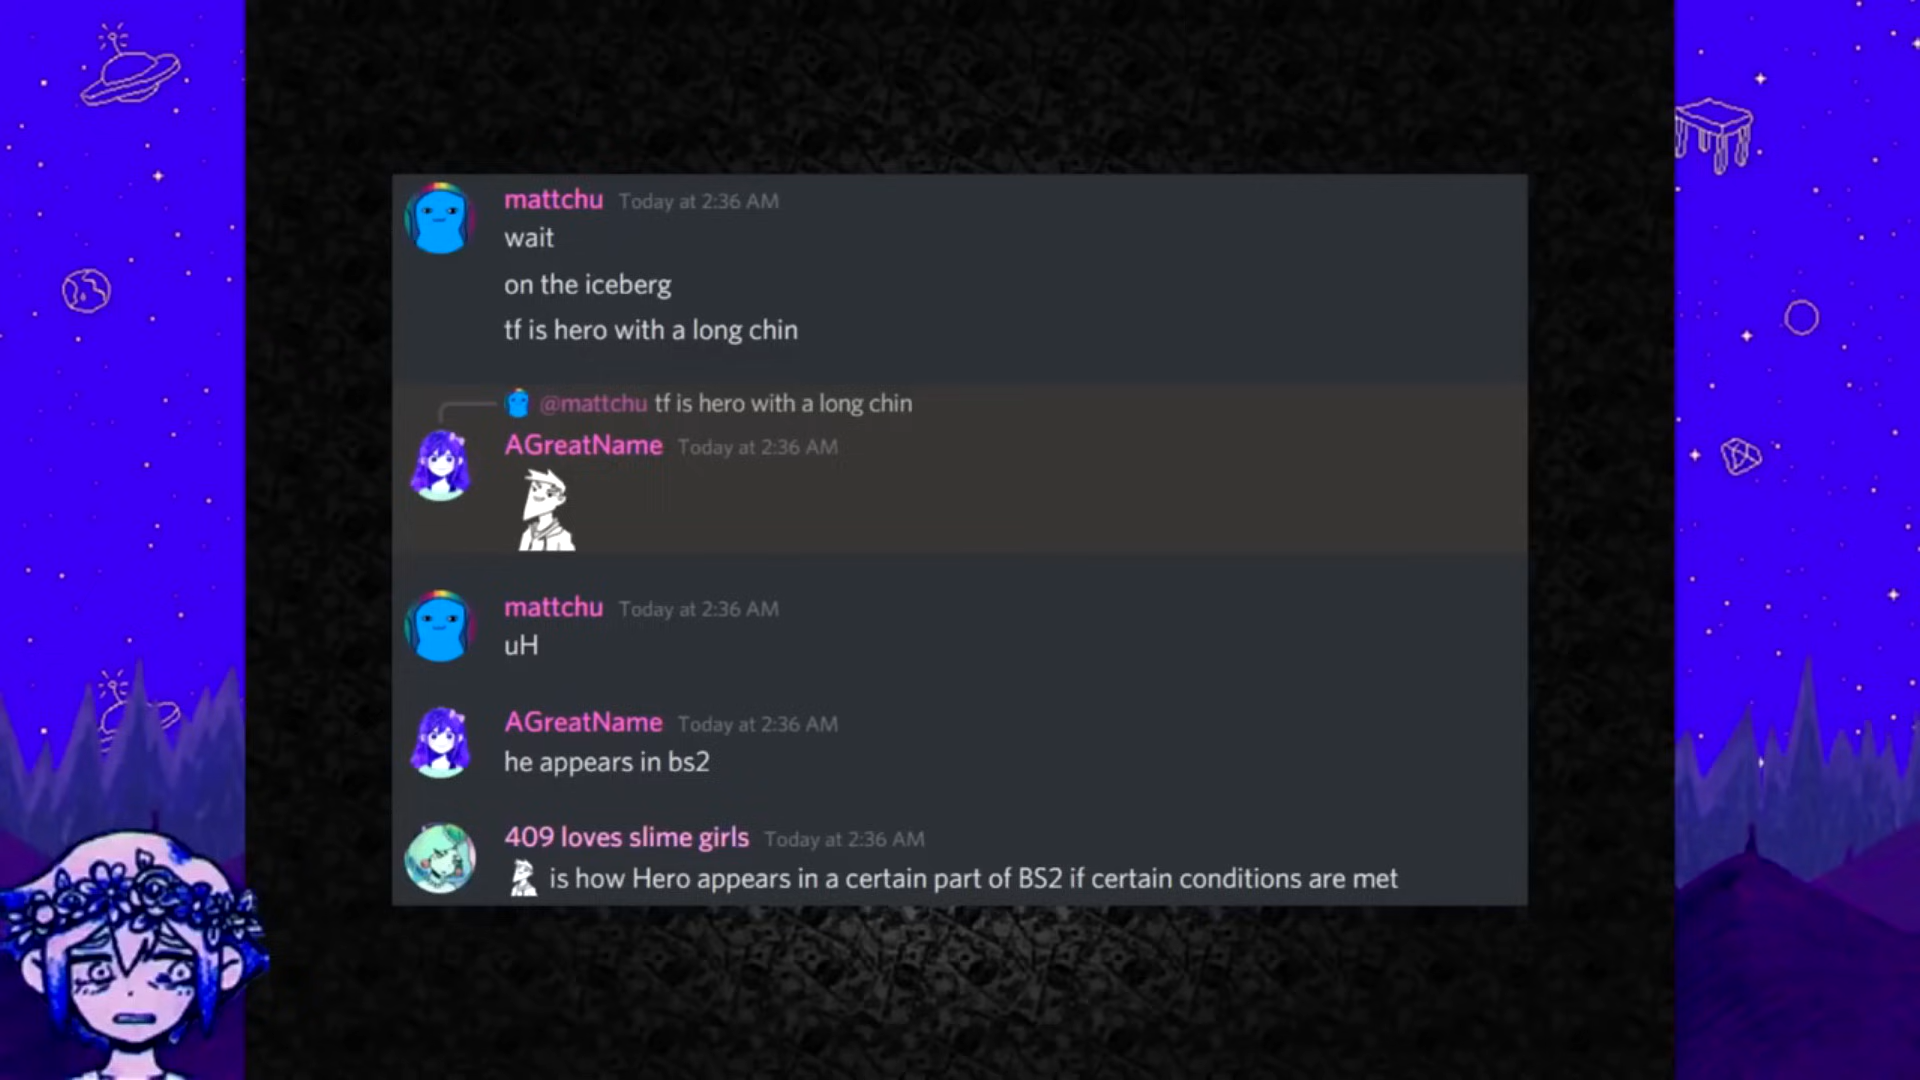 mattchu Today at 2:36 AM
wait
on the iceberg
tf is hero with a long chin
@mattchu tf is hero with a long chin
AGreatName Today at 2:36 AM
mattchu Today at 2:36 AM
uH
AGreatName Today at 2:36 AM
he appears in bs2
409 loves slime girls Today at 2:36 AM
is how Hero appears in a certain part of BS2 if certain conditions are met